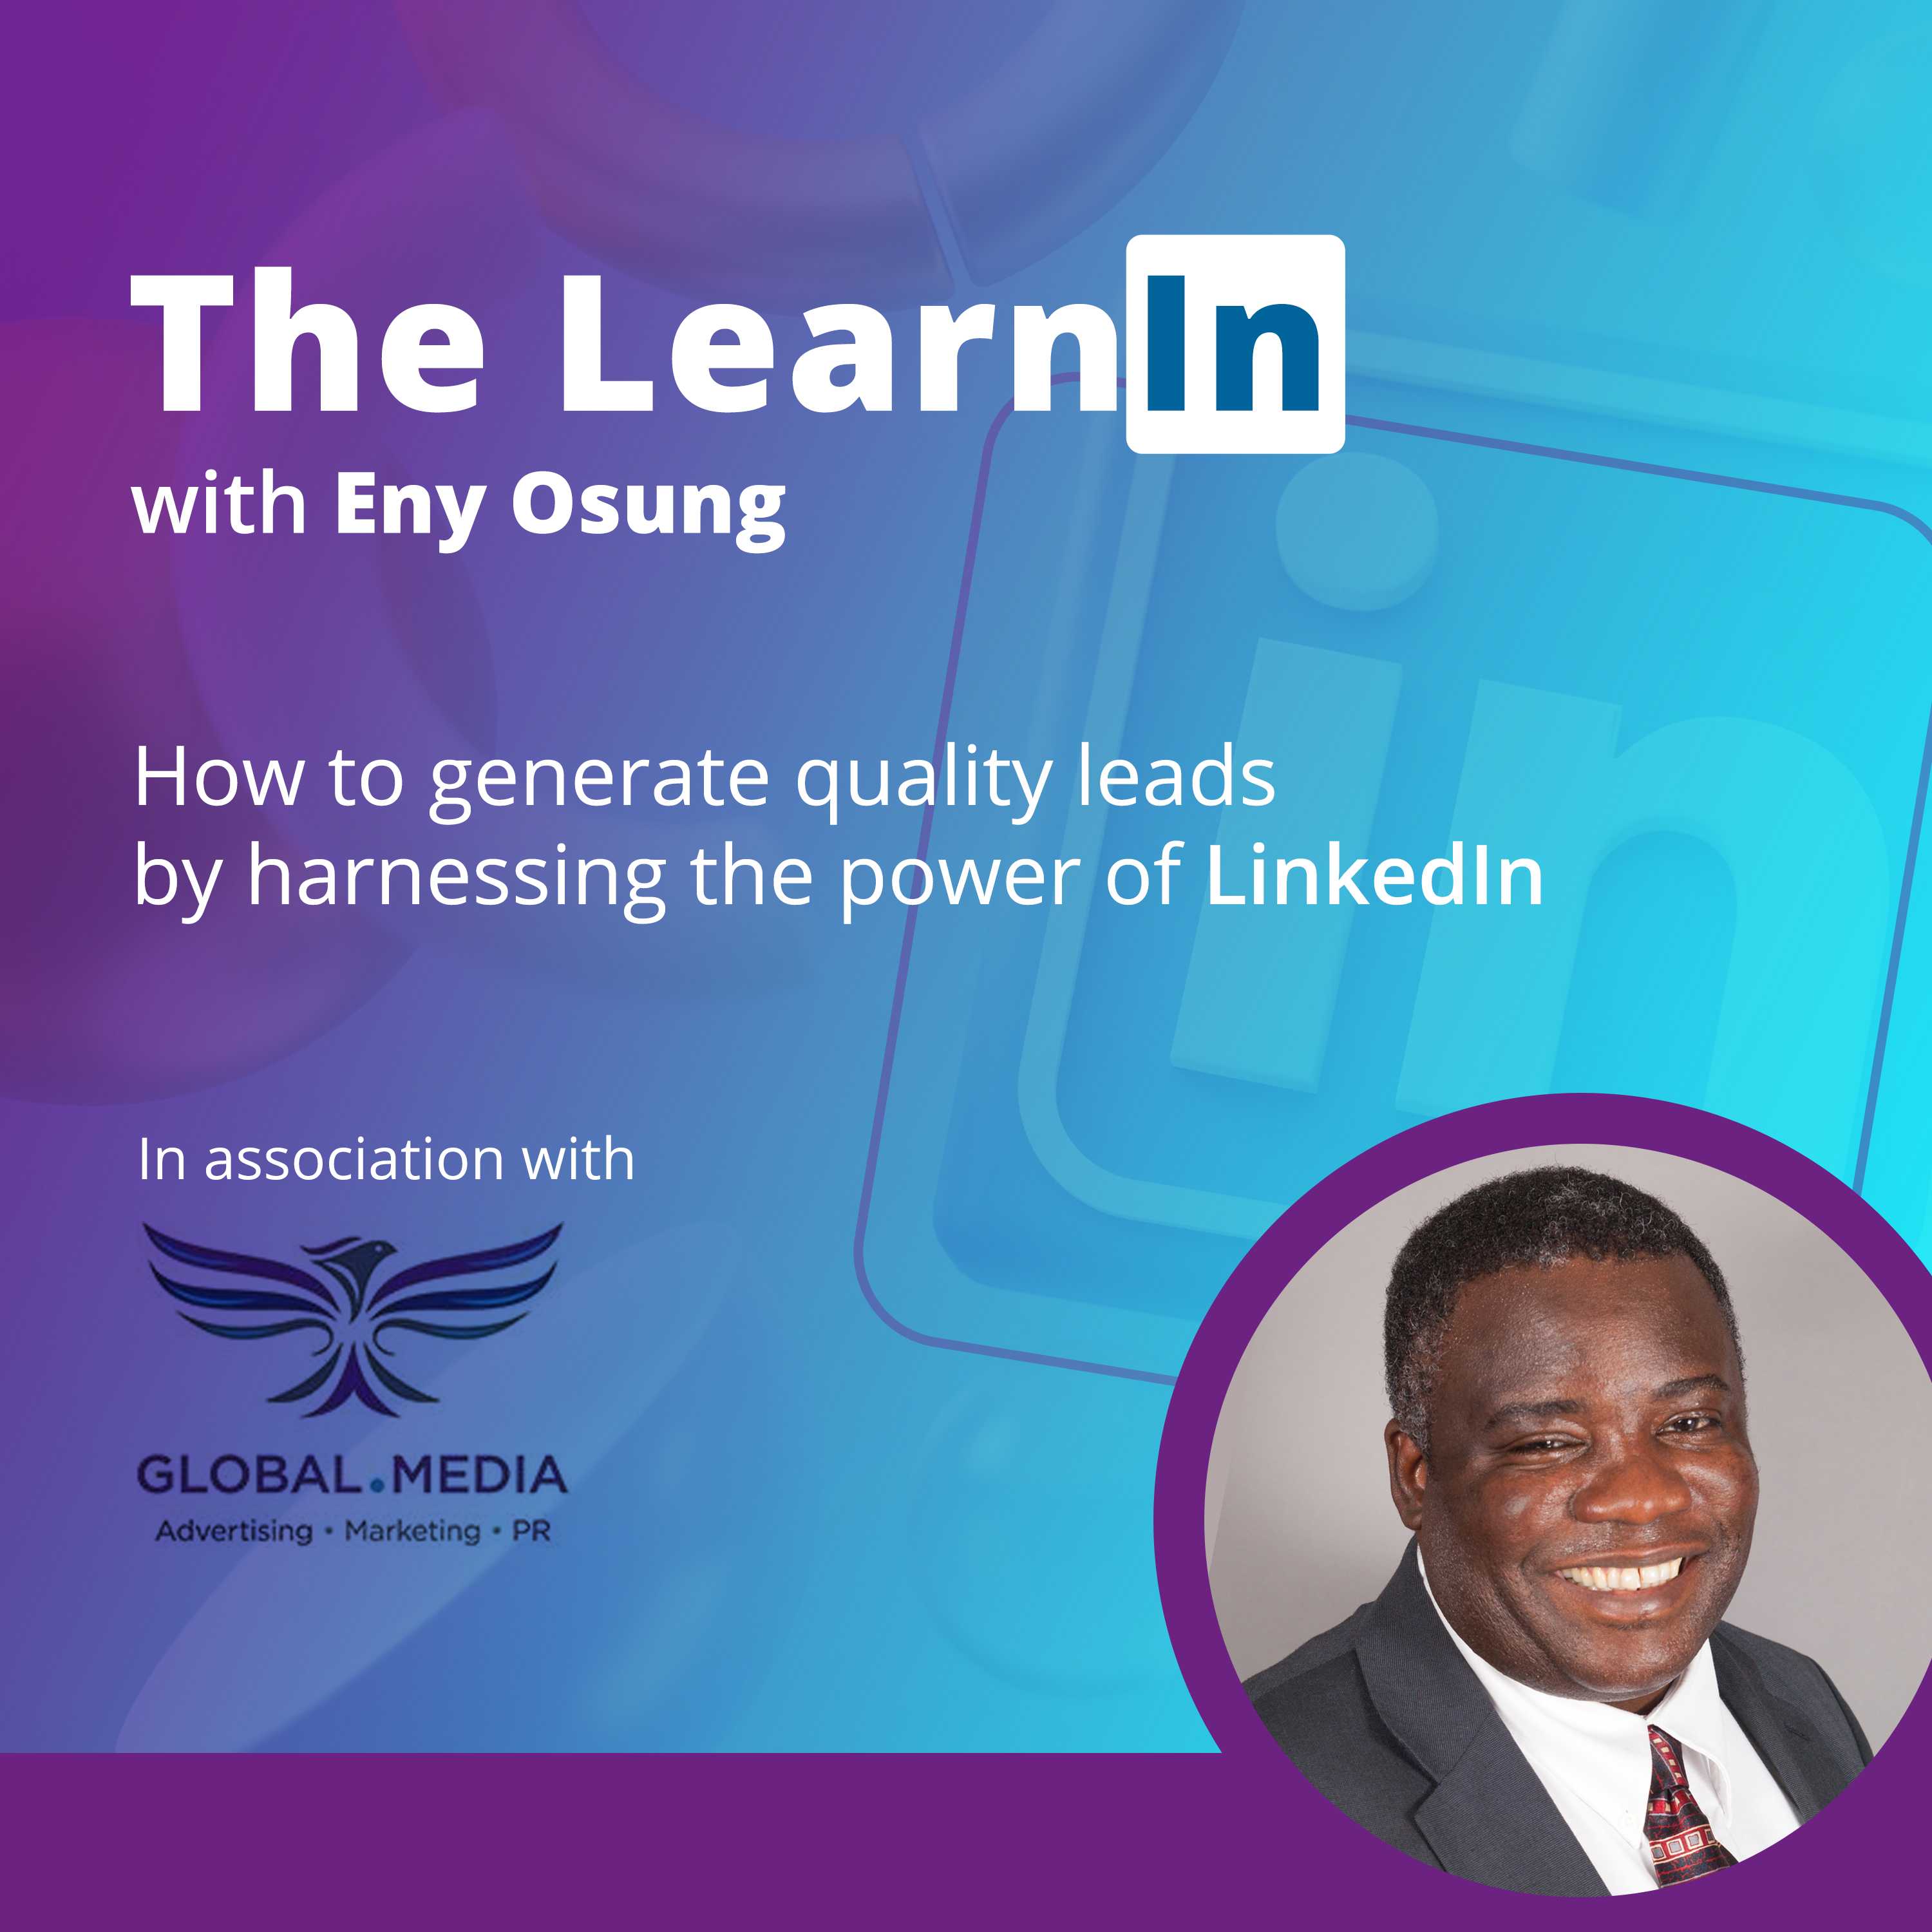 The LearnIn
with Eny Osung
How to generate quality leads
by harnessing the power of LinkedIn
In association with
GLOBAL.MEDIA
Advertising • Marketing • PR
in